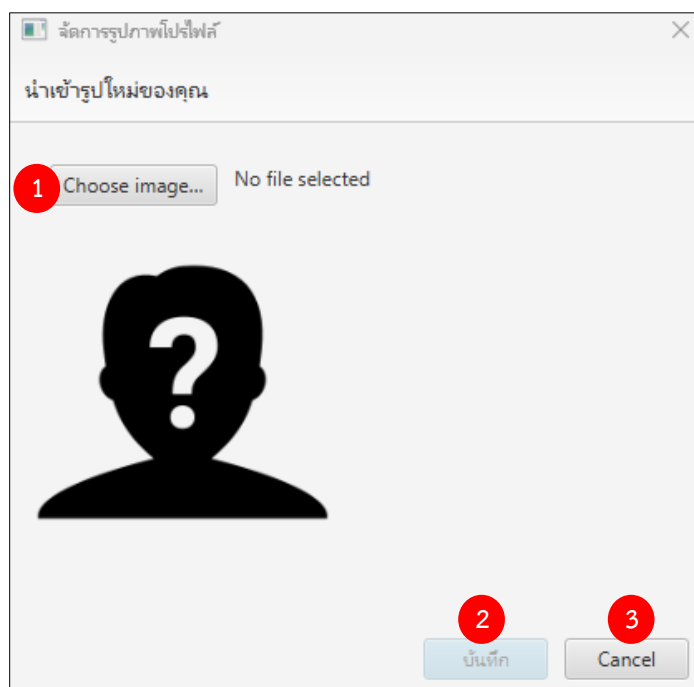 จัดการรูปภาพโปรไฟล์
นำเข้ารูปใหม่ของคุณ
1 Choose image... No file selected
?
2 3
บันทึก Cancel